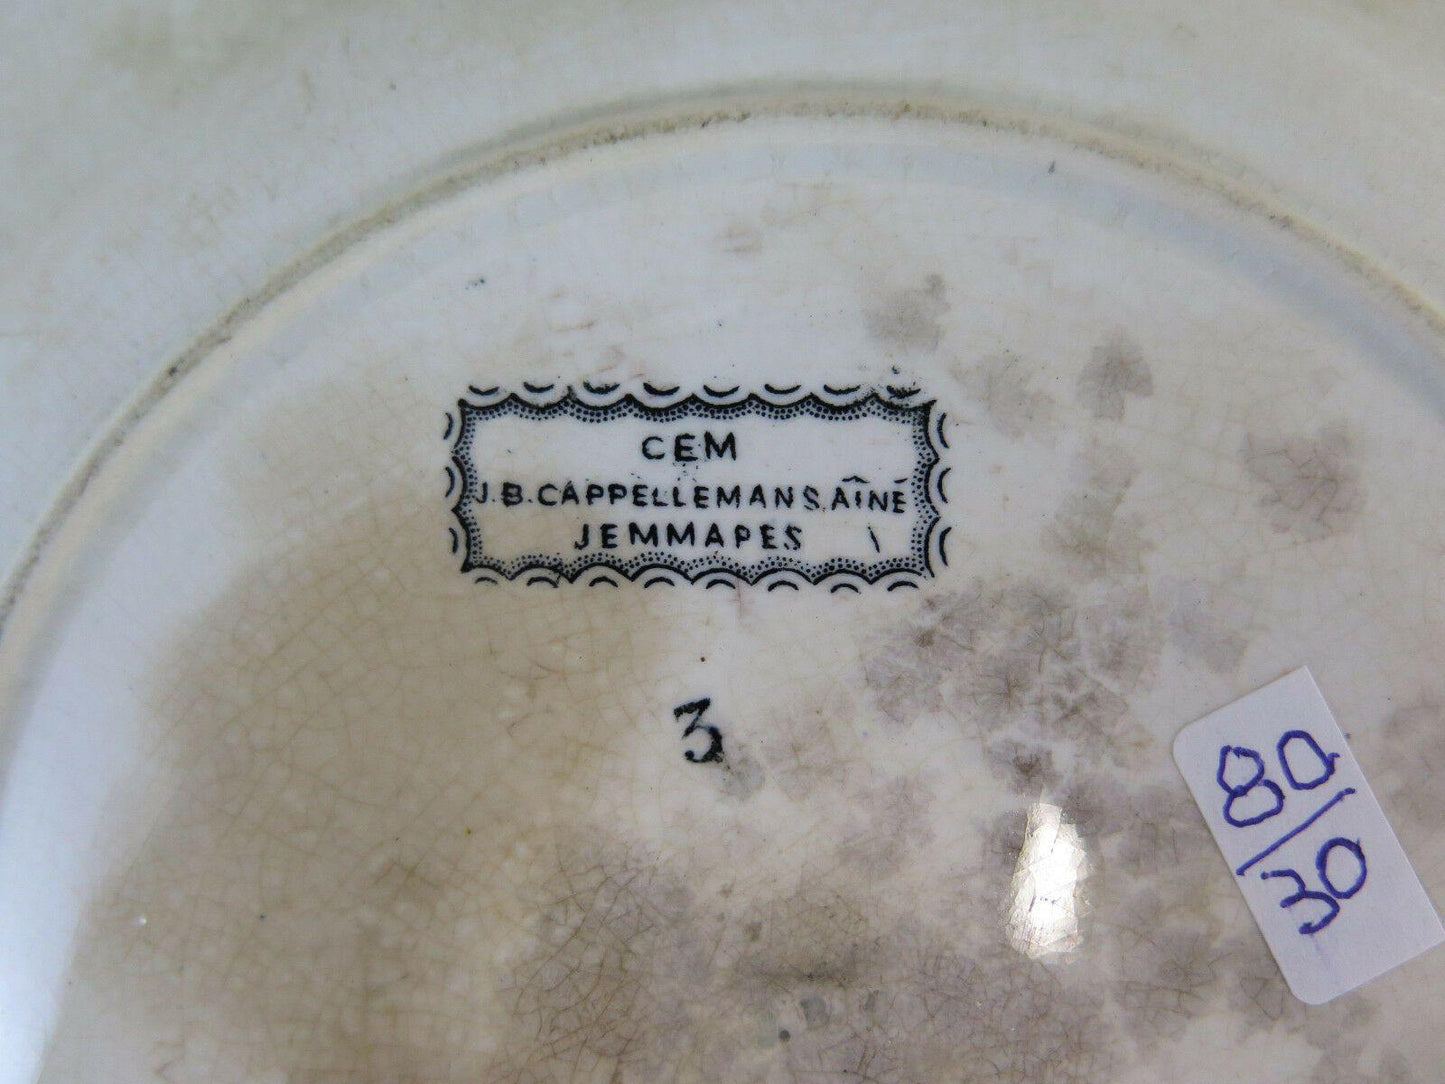 CEM
J.B.CAPPELLEMANS.AÎNÉ
JEMMAPES
3
80/30